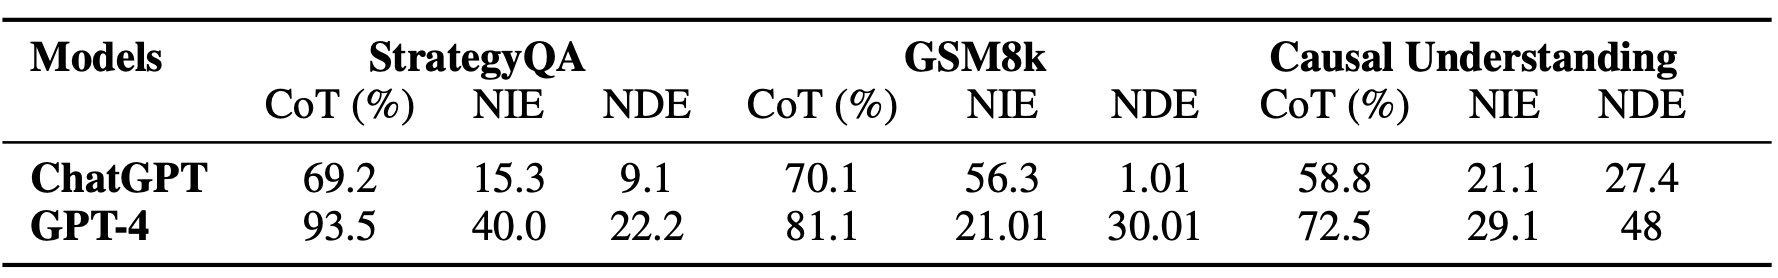 Models StrategyQA GSM8k Causal Understanding
CoT (%) NIE NDE CoT (%) NIE NDE CoT (%) NIE NDE
ChatGPT 69.2 15.3 9.1 70.1 56.3 1.01 58.8 21.1 27.4
GPT-4 93.5 40.0 22.2 81.1 21.01 30.01 72.5 29.1 48